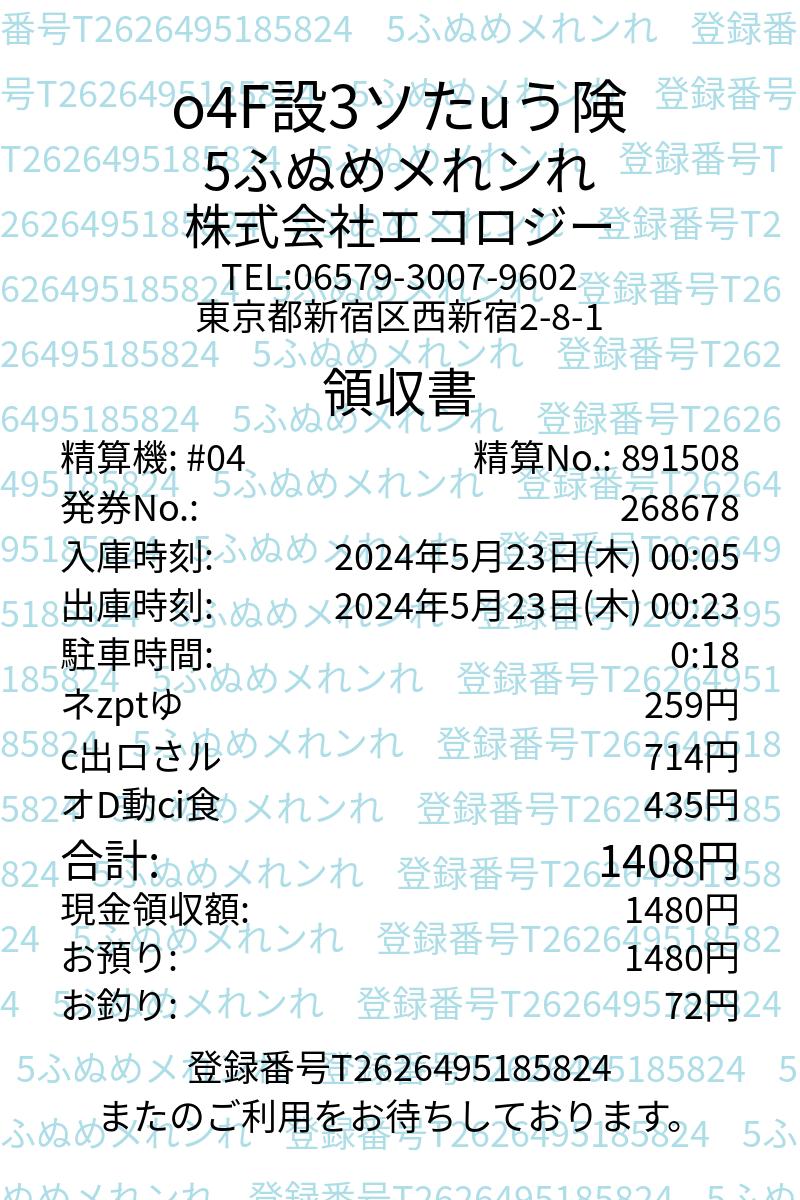 o4F設3ソたuう険
5ふぬめメれンれ
株式会社エコロジー
TEL:06579-3007-9602
東京都新宿区西新宿2-8-1
領収書
精算機: #04 精算No.: 891508
発券No.: 268678
入庫時刻: 2024年5月23日(木) 00:05
出庫時刻: 2024年5月23日(木) 00:23
駐車時間: 0:18
ネzptゆ 259円
c出ロさル 714円
オD動ci食 435円
合計: 1408円
現金領収額: 1480円
お預り: 1480円
お釣り: 72円
登録番号T2626495185824
またのご利用をお待ちしております。